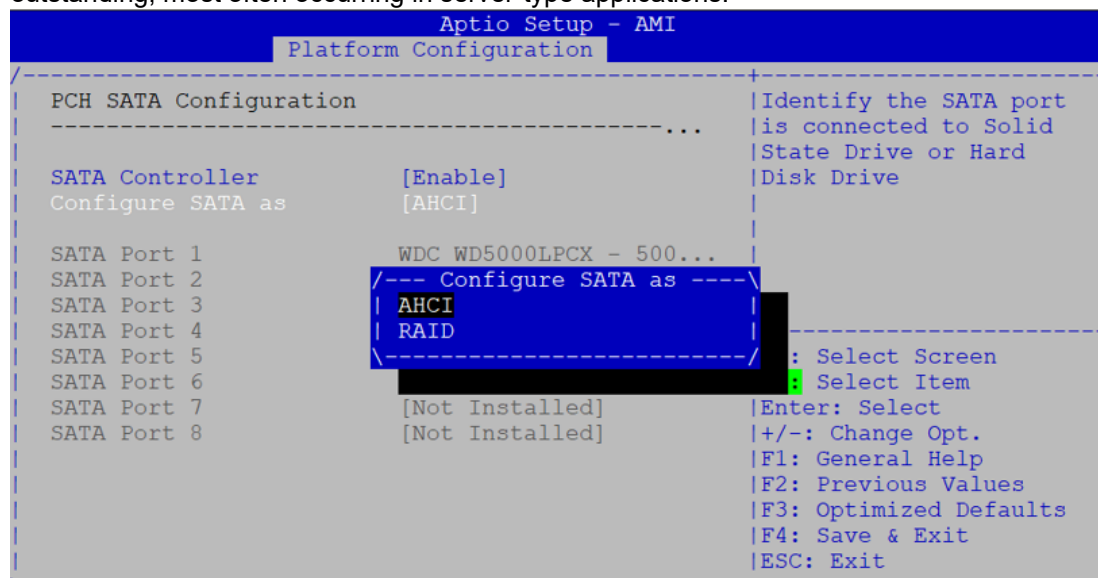 Aptio Setup - AMI
Platform Configuration
PCH SATA Configuration
Identify the SATA port
is connected to Solid
State Drive or Hard
Disk Drive
SATA Controller [Enable]
Configure SATA as [AHCI]
SATA Port 1 WDC WD5000LPCX - 500...
SATA Port 2
SATA Port 3
SATA Port 4
SATA Port 5
SATA Port 6
SATA Port 7 [Not Installed]
SATA Port 8 [Not Installed]
Configure SATA as
AHCI
RAID
: Select Screen
: Select Item
Enter: Select
+/-: Change Opt.
F1: General Help
F2: Previous Values
F3: Optimized Defaults
F4: Save & Exit
ESC: Exit